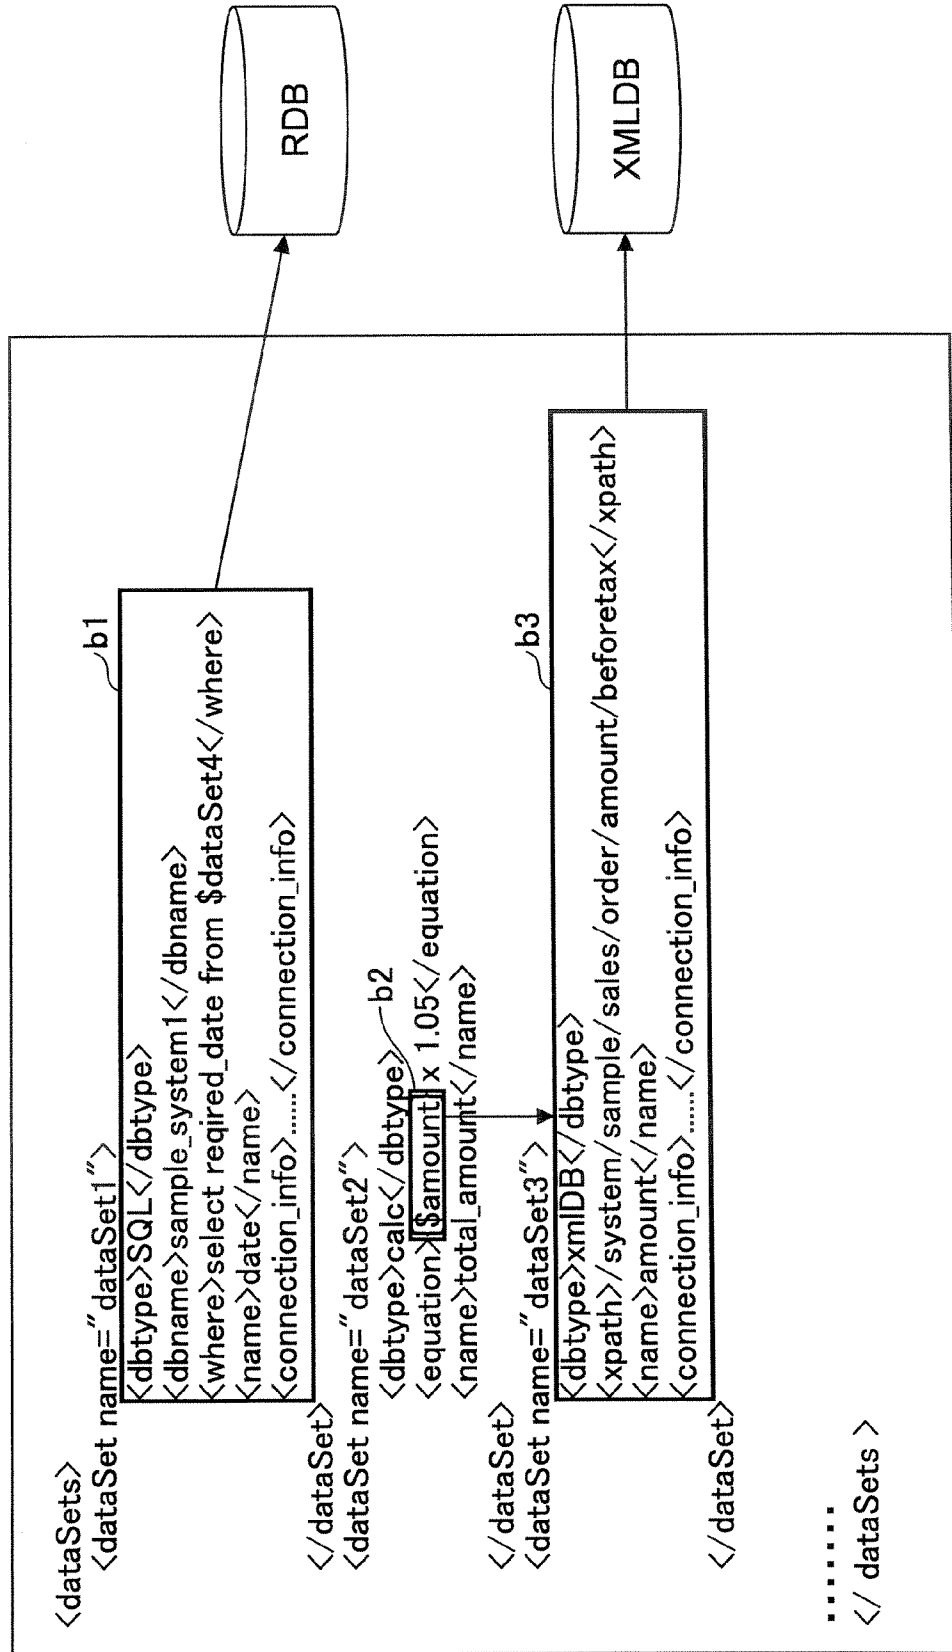 <dataSets>
<dataSet name="dataSet1">
b1
<dbtype>SQL</dbtype>
<dbname>sample_system1</dbname>
<where>select reqired_date from $dataSet4</where>
<name>date</name>
<connection_info>......</connection_info>
</dataSet>
<dataSet name="dataSet2">
<dbtype>calc</dbtype>
b2
<equation>$amount x 1.05</equation>
<name>total_amount</name>
</dataSet>
<dataSet name="dataSet3">
b3
<dbtype>xmlDB</dbtype>
<xpath>/system/sample/sales/order/amount/beforetax</xpath>
<name>amount</name>
<connection_info>......</connection_info>
</dataSet>
.......
</ dataSets >
RDB
XMLDB